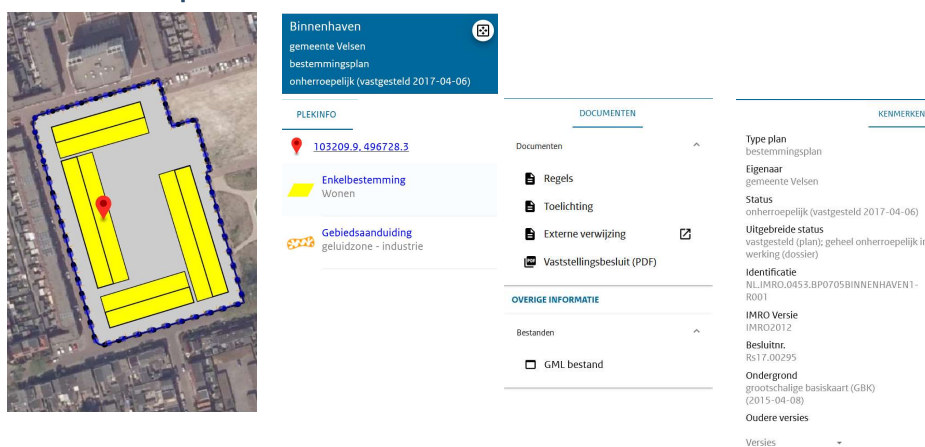 Binnenhaven
gemeente Velsen
bestemmingsplan
onherroepelijk (vastgesteld 2017-04-06)
PLEKINFO
103209.9, 496728.3
Enkelbestemming
Wonen
Gebiedsaanduiding
geluidzone - industrie
DOCUMENTEN
Documenten
Regels
Toelichting
Externe verwijzing
Vaststellingsbesluit (PDF)
OVERIGE INFORMATIE
Bestanden
GML bestand
KENMERKEN
Type plan
bestemmingsplan
Eigenaar
gemeente Velsen
Status
onherroepelijk (vastgesteld 2017-04-06)
Uitgebreide status
vastgesteld (plan); geheel onherroepelijk in
werking (dossier)
Identificatie
NL.IMRO.0453.BP0705BINNENHAVEN1-
R001
IMRO Versie
IMRO2012
Besluitnr.
Rs17.00295
Ondergrond
grootschalige basiskaart (GBK)
(2015-04-08)
Oudere versies
Versies